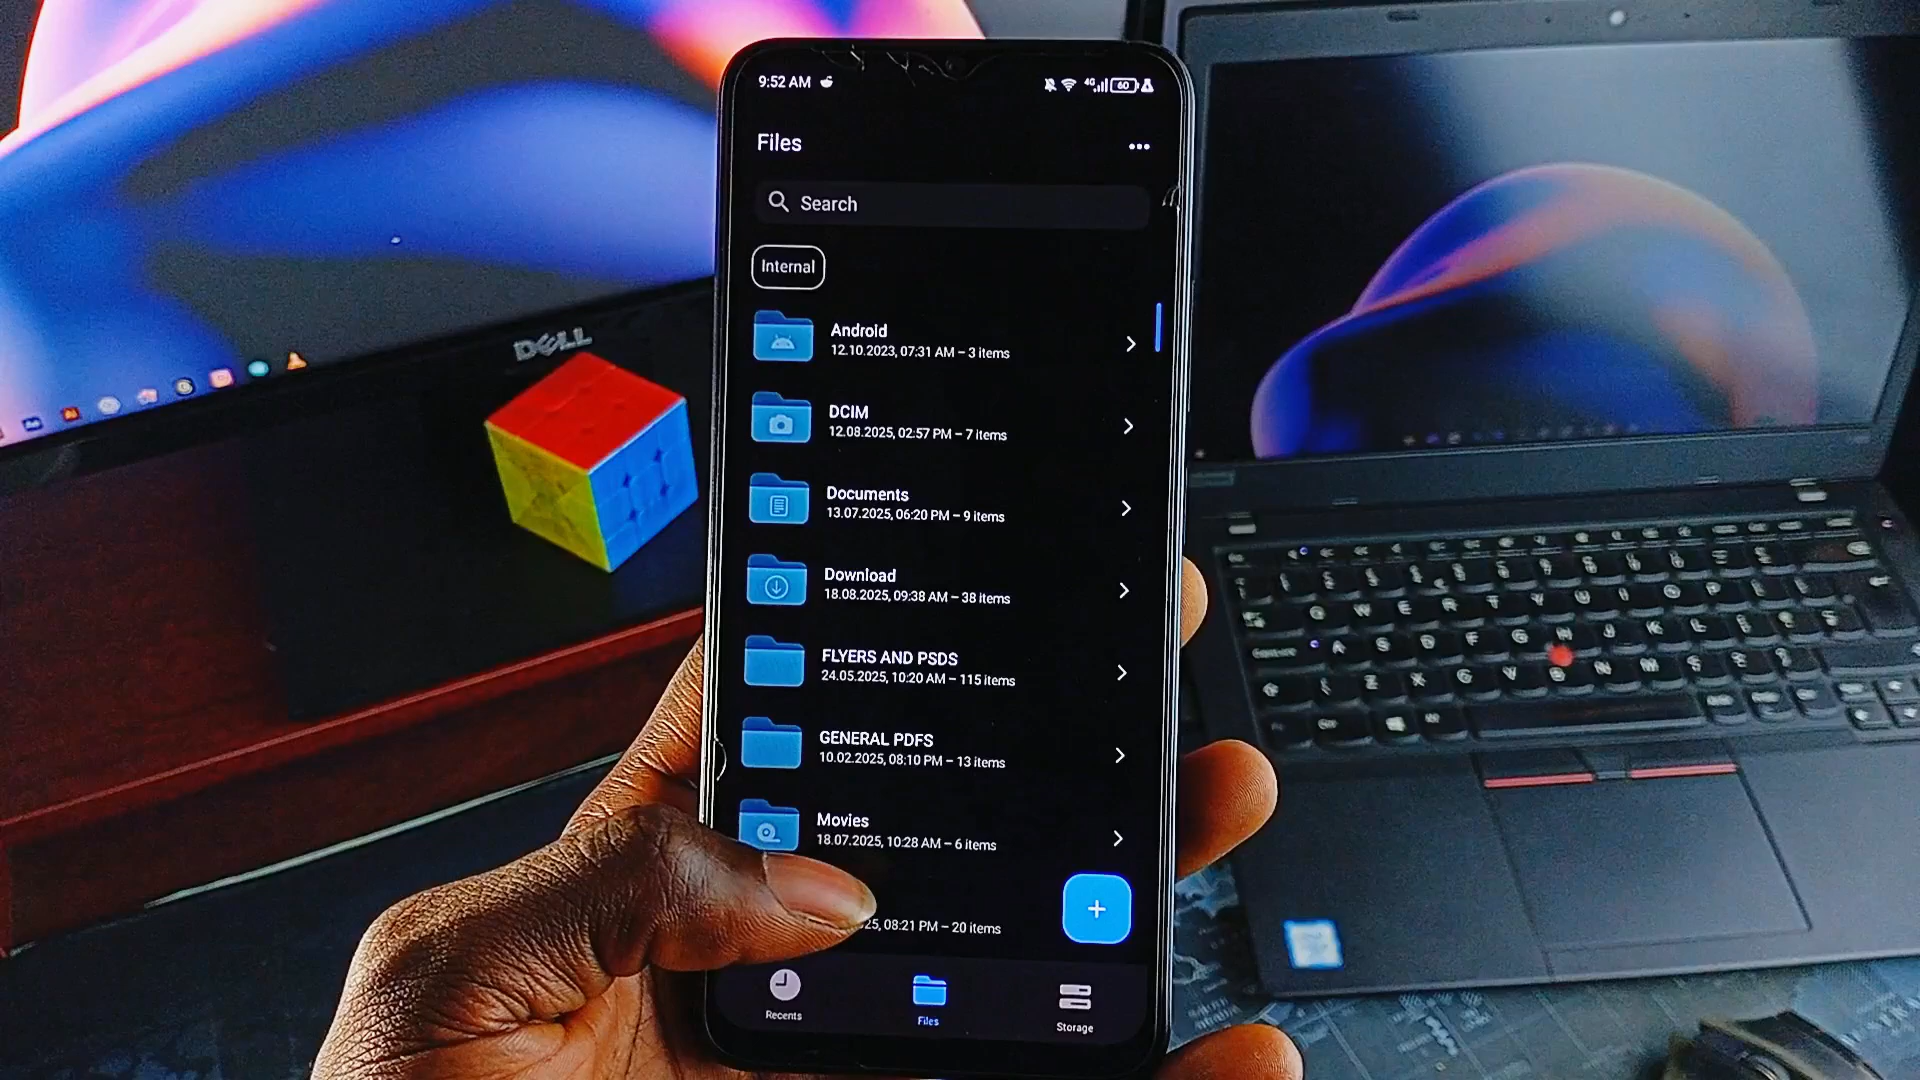 9:52 AM
4G
60
Files
Search
Internal
Android
12.10.2023, 07:31 AM – 3 items
DCIM
12.08.2025, 02:57 PM – 7 items
Documents
13.07.2025, 06:20 PM – 9 items
Download
18.08.2025, 09:38 AM – 38 items
FLYERS AND PSDS
24.05.2025, 10:20 AM – 115 items
GENERAL PDFS
10.02.2025, 08:10 PM – 13 items
Movies
18.07.2025, 10:28 AM – 6 items
25, 08:21 PM – 20 items
+
Recents
Files
Storage
DELL